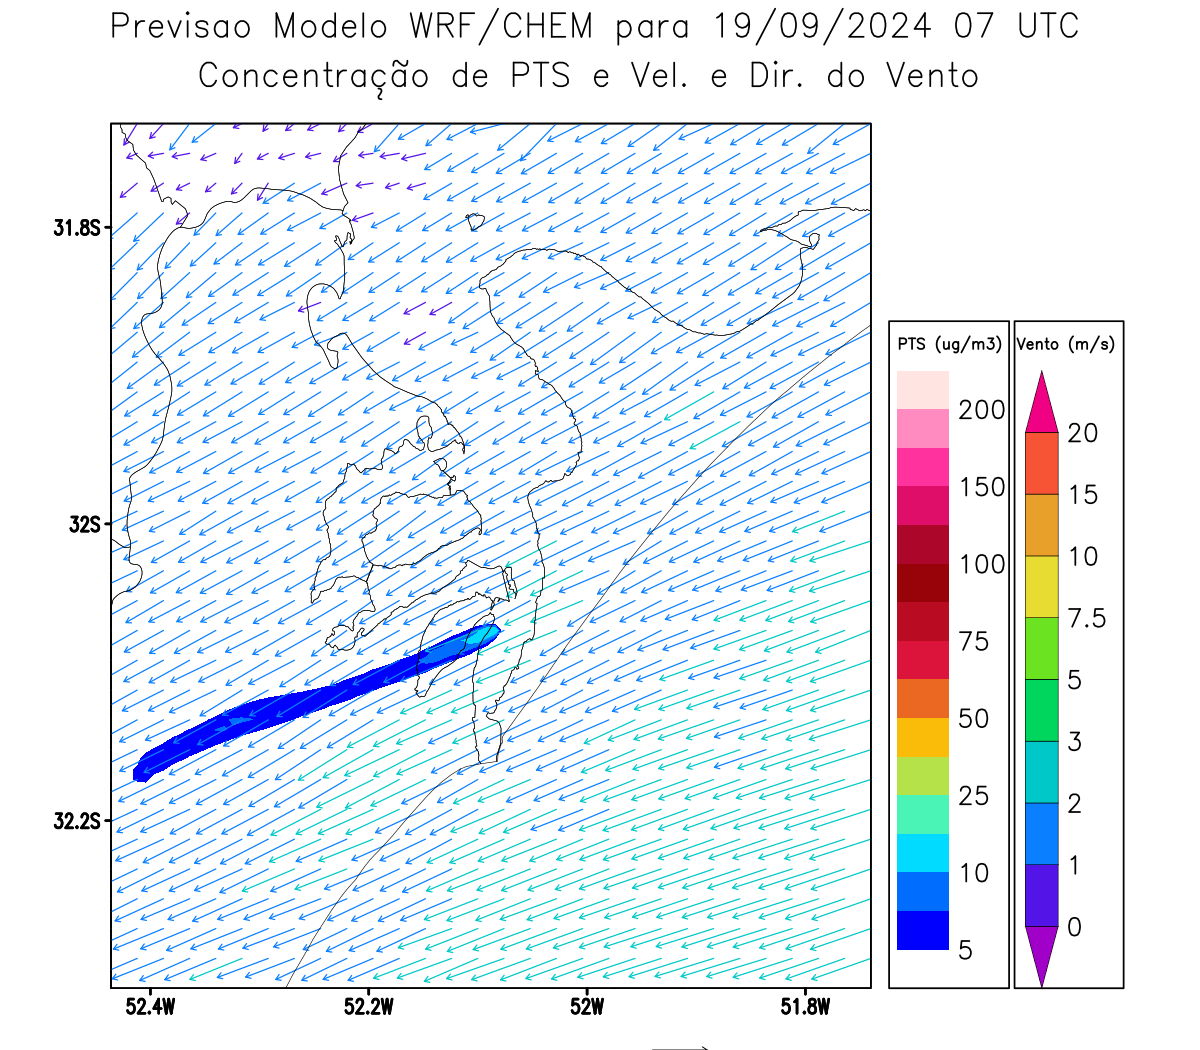 Previsao Modelo WRF/CHEM para 19/09/2024 07 UTC
Concentração de PTS e Vel. e Dir. do Vento
31.8S
32S
32.2S
52.4W
52.2W
52W
51.8W
PTS (ug/m3)
200
150
100
75
50
25
10
5
Vento (m/s)
20
15
10
7.5
5
3
2
1
0